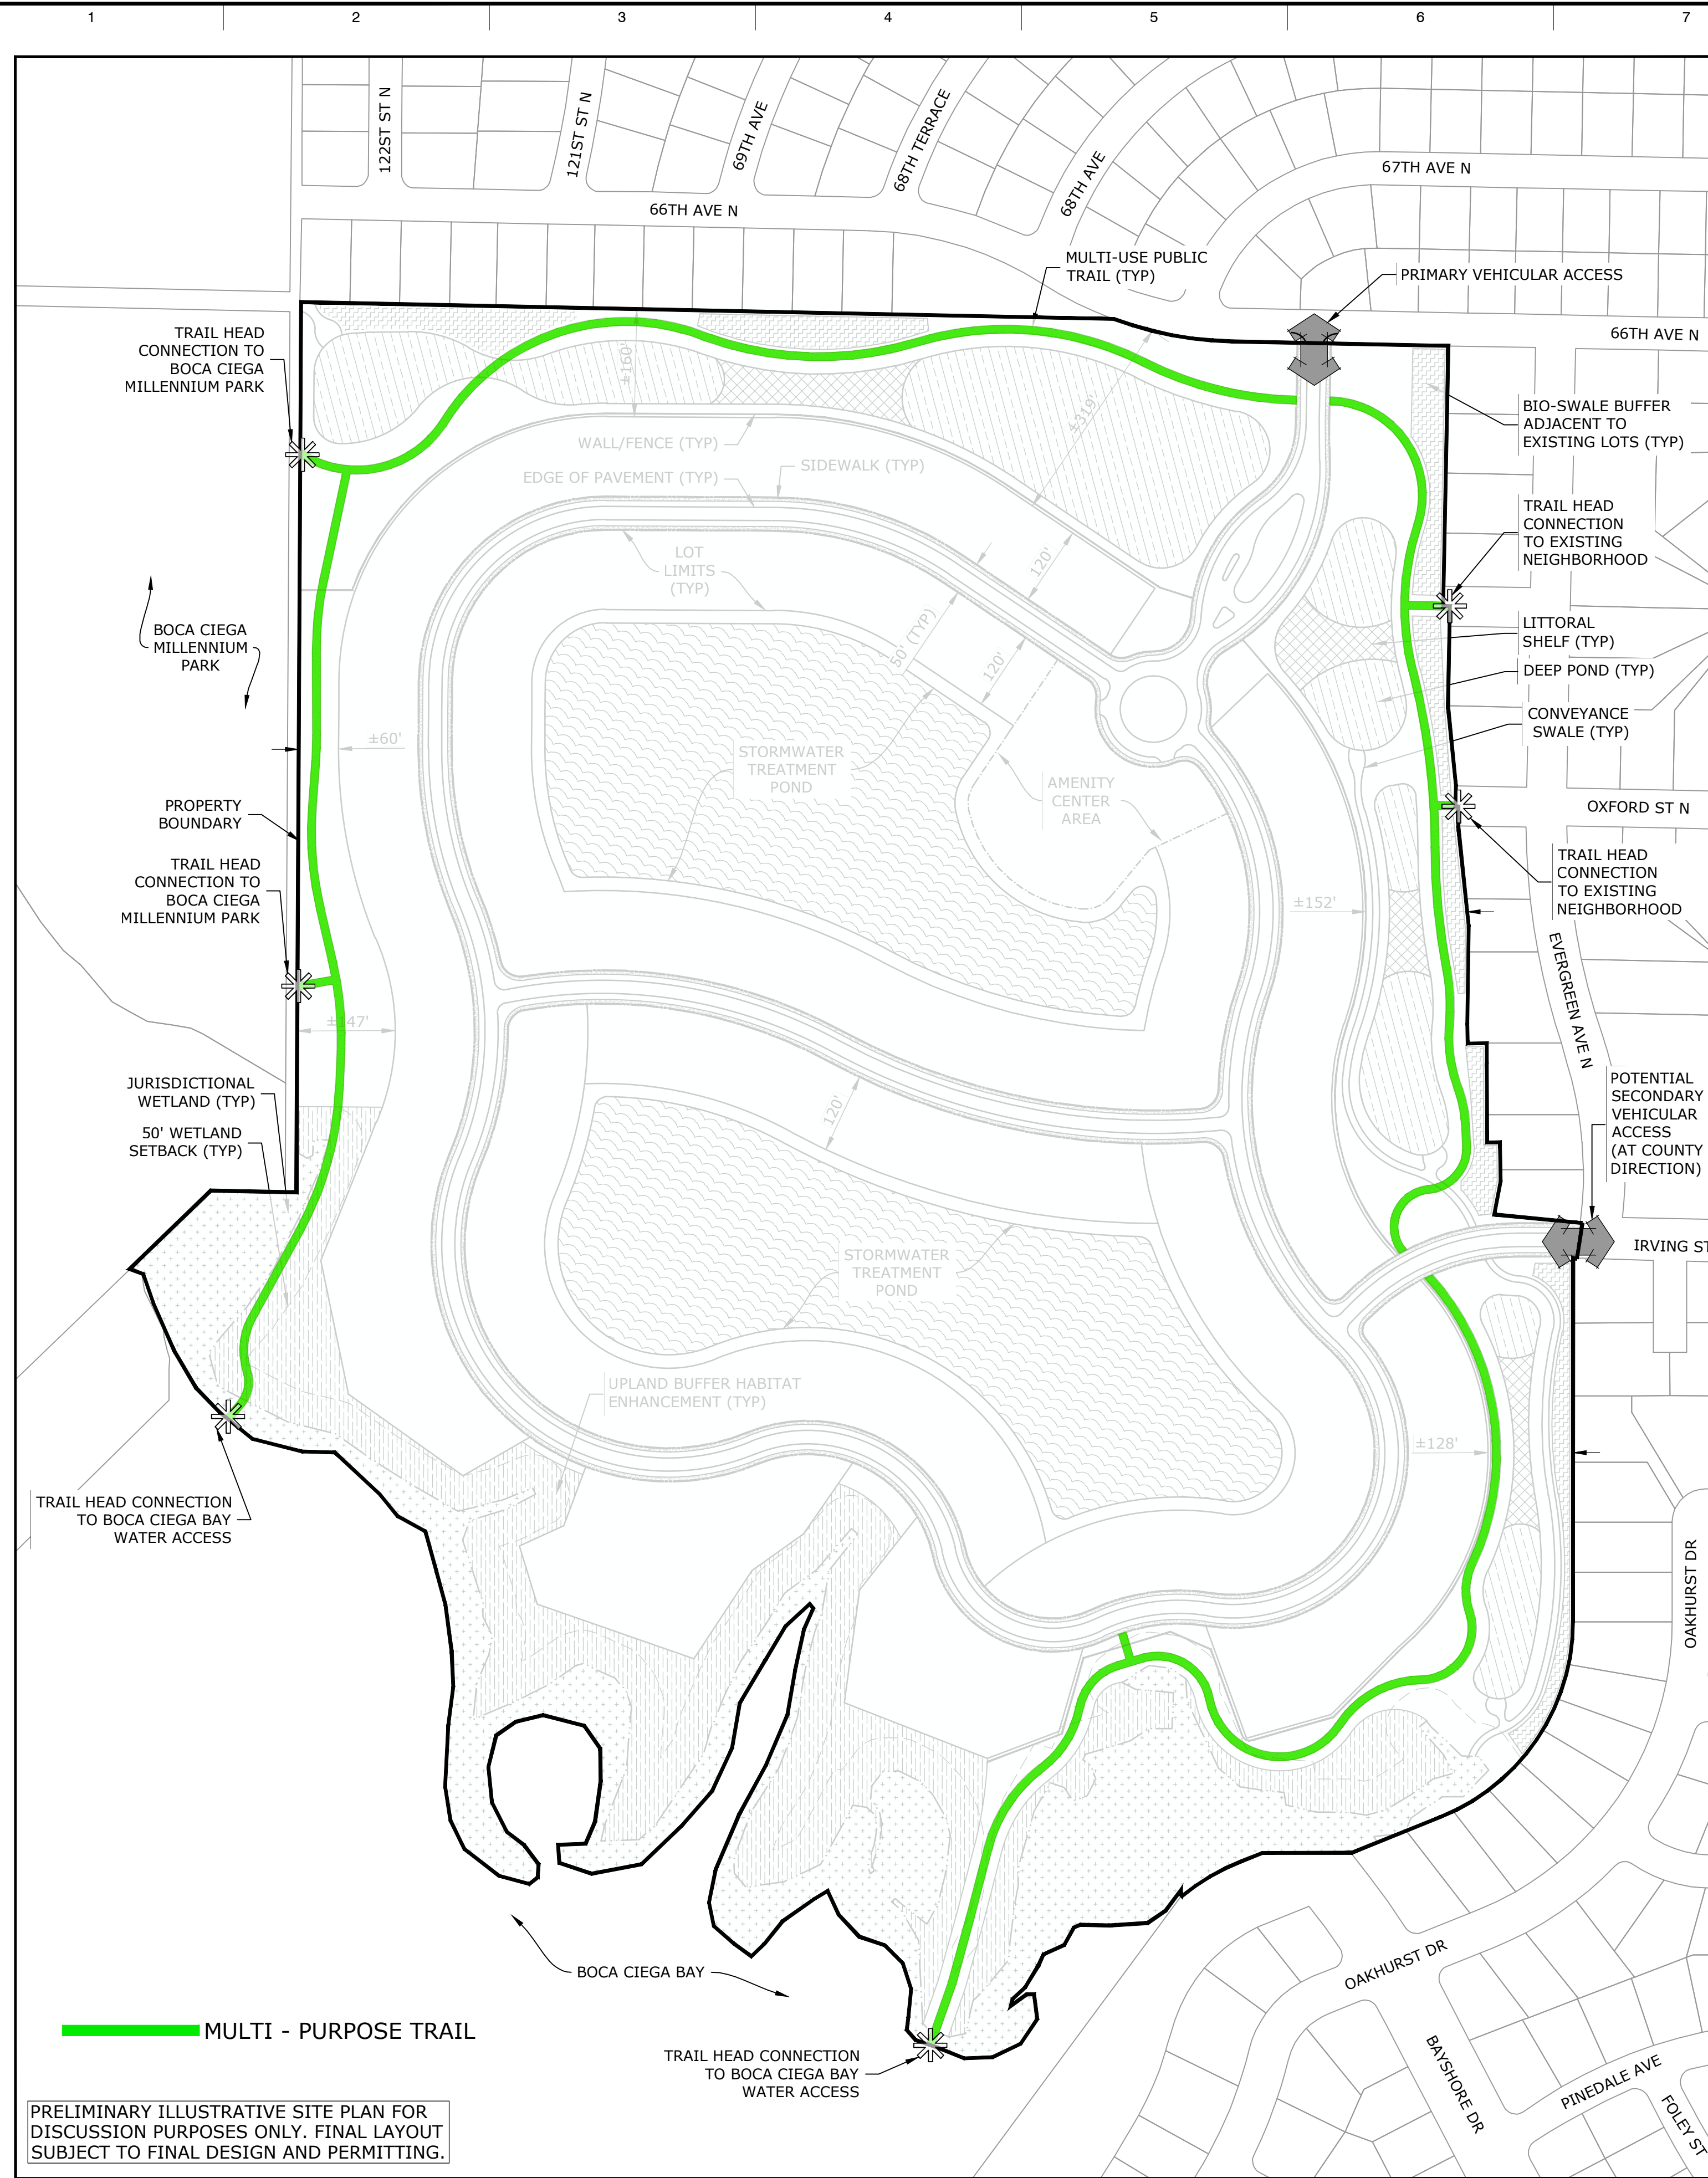 1
2
3
4
5
6
7
122ST ST N
121ST ST N
69TH AVE
68TH TERRACE
68TH AVE
67TH AVE N
66TH AVE N
MULTI-USE PUBLIC
TRAIL (TYP)
PRIMARY VEHICULAR ACCESS
66TH AVE N
TRAIL HEAD
CONNECTION TO
BOCA CIEGA
MILLENNIUM PARK
±160'
±319'
BIO-SWALE BUFFER
ADJACENT TO
EXISTING LOTS (TYP)
WALL/FENCE (TYP)
SIDEWALK (TYP)
EDGE OF PAVEMENT (TYP)
TRAIL HEAD
CONNECTION
TO EXISTING
NEIGHBORHOOD
LOT
LIMITS
(TYP)
120'
50' (TYP)
120'
BOCA CIEGA
MILLENNIUM
PARK
LITTORAL
SHELF (TYP)
DEEP POND (TYP)
CONVEYANCE
SWALE (TYP)
±60'
STORMWATER
TREATMENT
POND
AMENITY
CENTER
AREA
PROPERTY
BOUNDARY
OXFORD ST N
TRAIL HEAD
CONNECTION TO
BOCA CIEGA
MILLENNIUM PARK
TRAIL HEAD
CONNECTION
TO EXISTING
NEIGHBORHOOD
±152'
EVERGREEN AVE N
±147'
JURISDICTIONAL
WETLAND (TYP)
50' WETLAND
SETBACK (TYP)
120'
POTENTIAL
SECONDARY
VEHICULAR
ACCESS
(AT COUNTY
DIRECTION)
IRVING ST
STORMWATER
TREATMENT
POND
UPLAND BUFFER HABITAT
ENHANCEMENT (TYP)
±128'
TRAIL HEAD CONNECTION
TO BOCA CIEGA BAY
WATER ACCESS
OAKHURST DR
BOCA CIEGA BAY
OAKHURST DR
MULTI - PURPOSE TRAIL
TRAIL HEAD CONNECTION
TO BOCA CIEGA BAY
WATER ACCESS
BAYSHORE DR
PINEDALE AVE
FOLEY ST
PRELIMINARY ILLUSTRATIVE SITE PLAN FOR
DISCUSSION PURPOSES ONLY. FINAL LAYOUT
SUBJECT TO FINAL DESIGN AND PERMITTING.